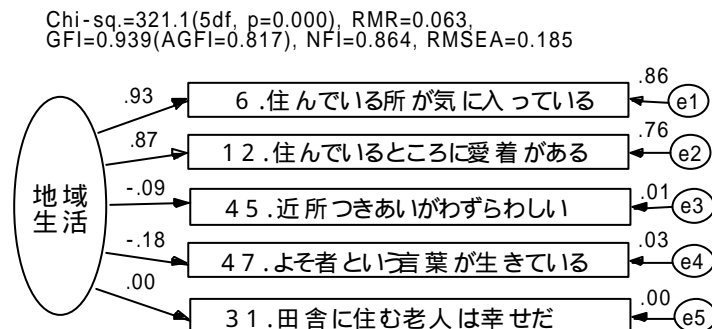 Chi-sq.=321.1(5df, p=0.000), RMR=0.063,
GFI=0.939(AGFI=0.817), NFI=0.864, RMSEA=0.185
.86
.93
6.住んでいる所が気に入っている
e1
.76
.87
12.住んでいるところに愛着がある
e2
地域
生活
-.09
.01
45.近所つきあいがわずらわしい
e3
-.18
.03
47.よそ者という言葉が生きている
e4
.00
.00
31.田舎に住む老人は幸せだ
e5